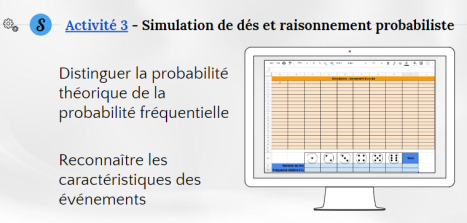 S Activité 3 - Simulation de dés et raisonnement probabiliste
Distinguer la probabilité
théorique de la
probabilité fréquentielle
Reconnaître les
caractéristiques des
événements